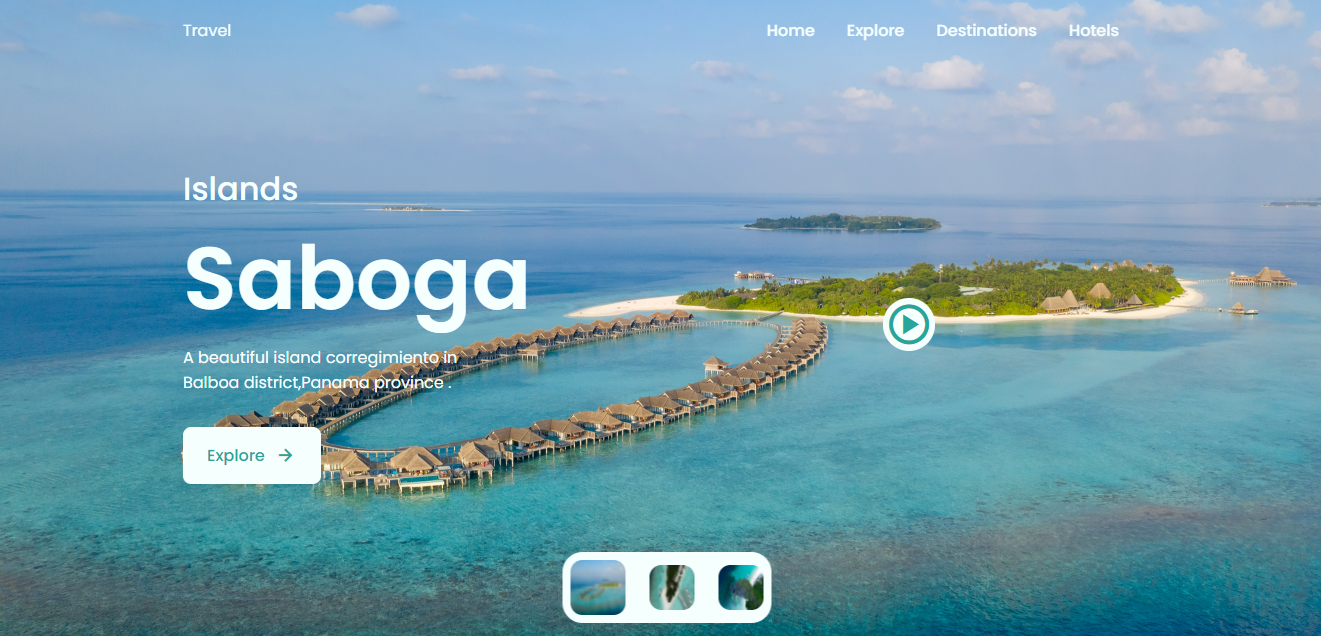 Travel
Home Explore Destinations Hotels
Islands
Saboga
A beautiful island corregimiento in
Balboa district,Panama province .
Explore